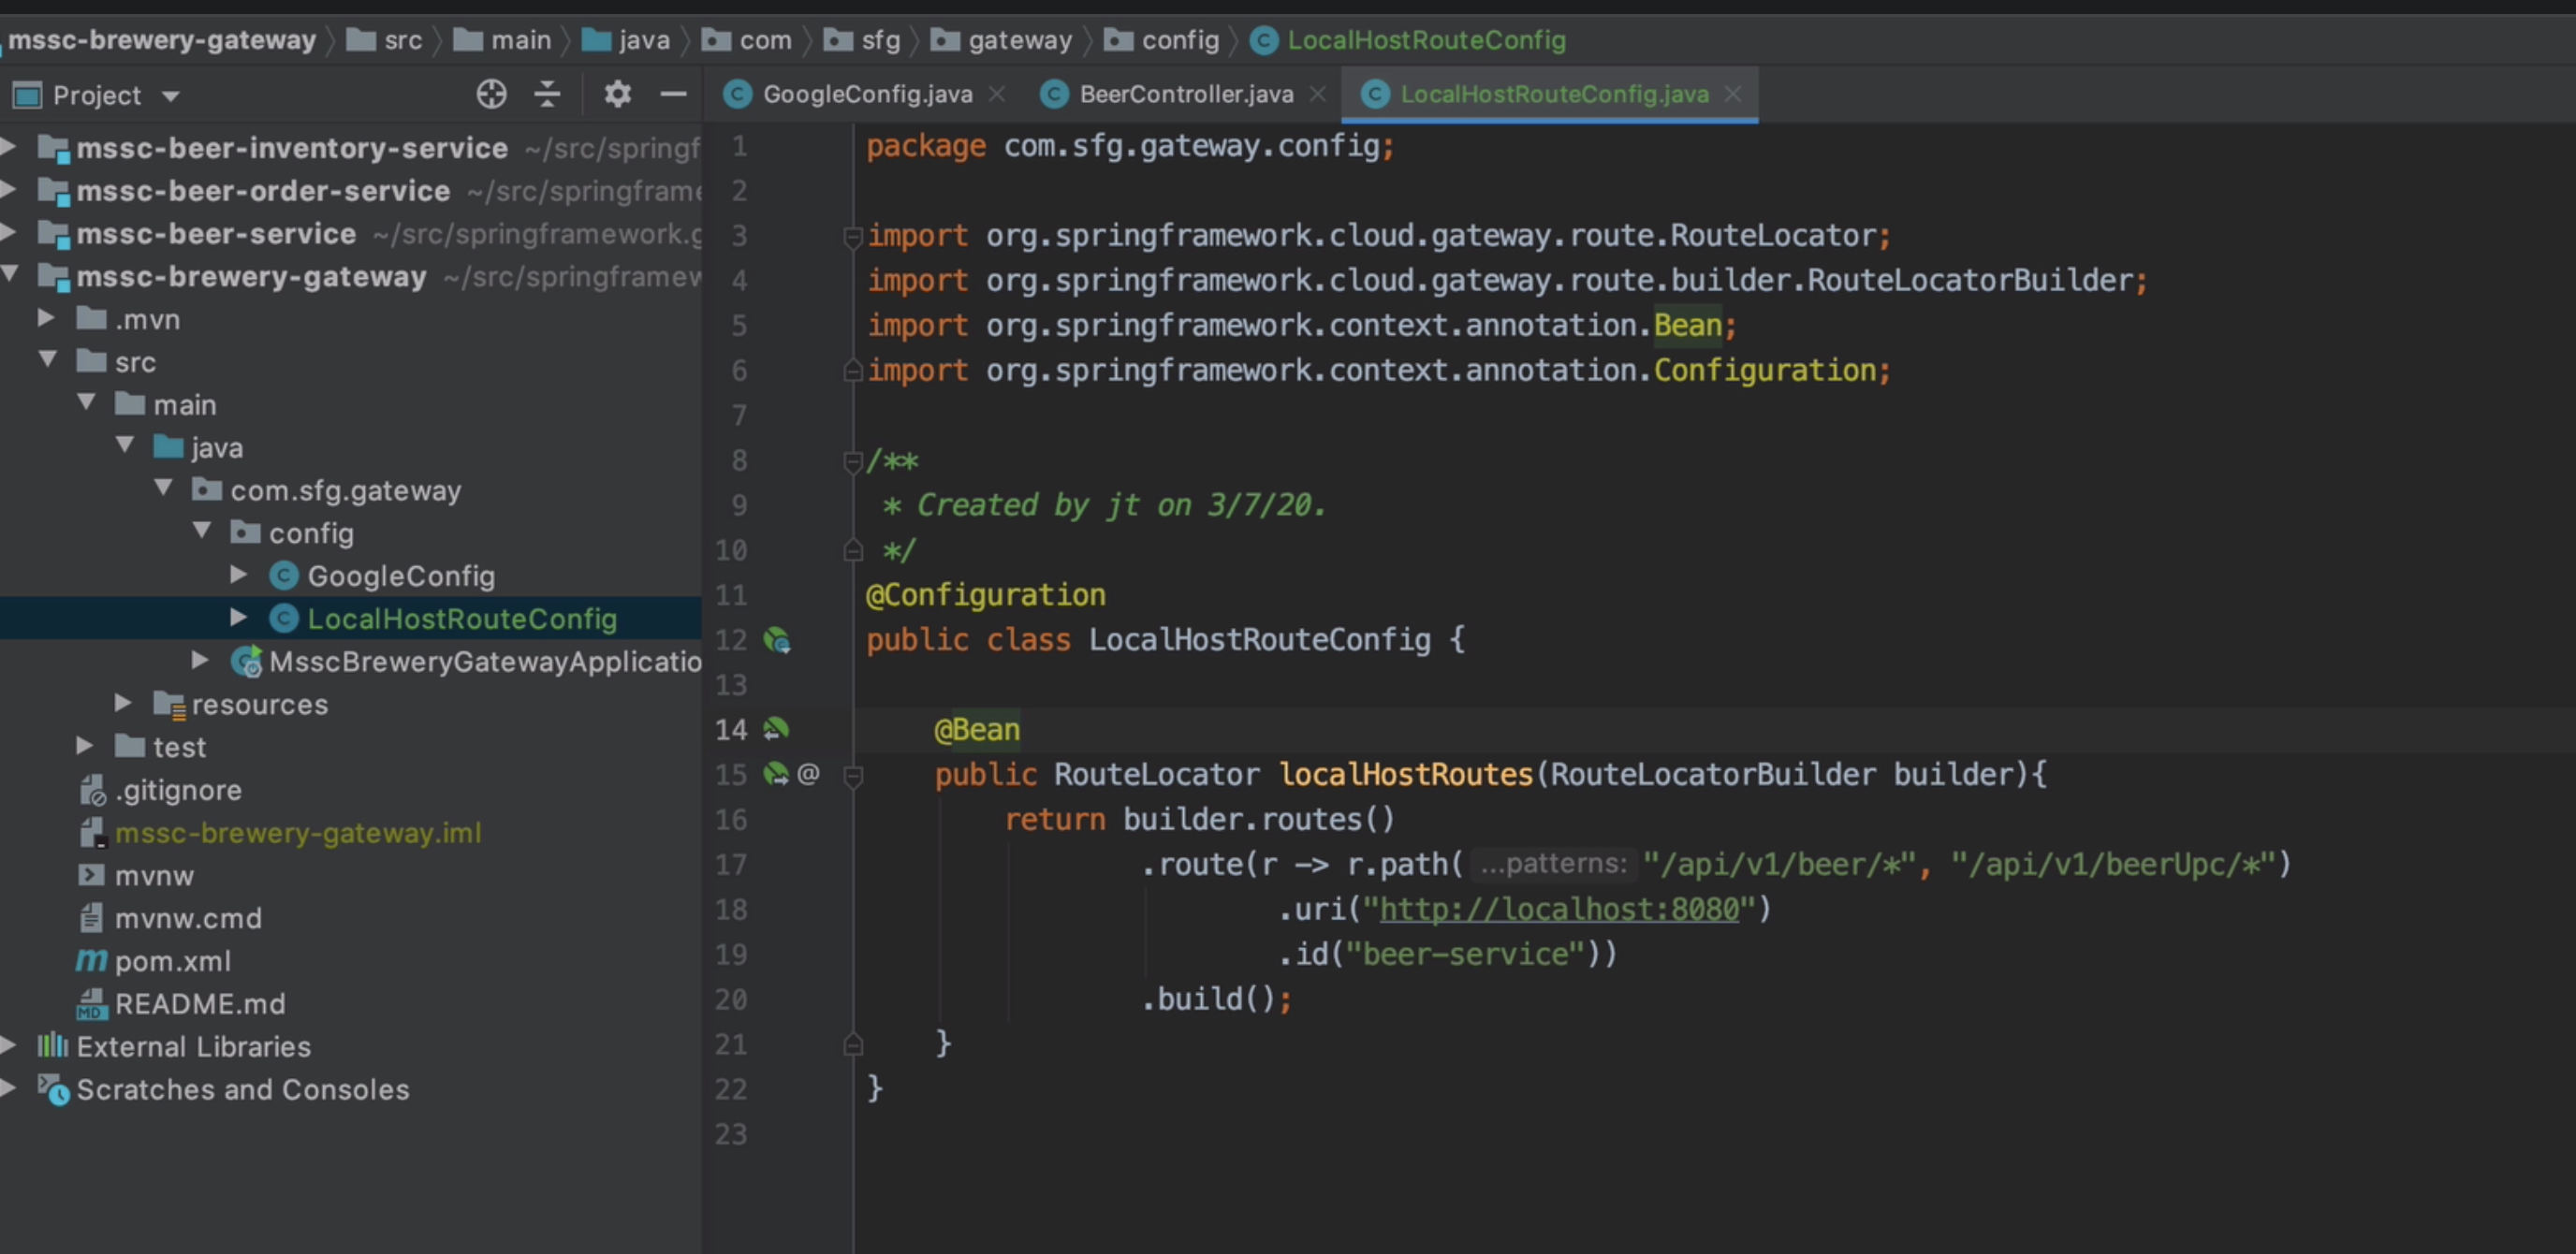 mssc-brewery-gateway src main java com sfg gateway config LocalHostRouteConfig
Project
GoogleConfig.java BeerController.java LocalHostRouteConfig.java
mssc-beer-inventory-service ~/src/springf
mssc-beer-order-service ~/src/springframe
mssc-beer-service ~/src/springframework.g
mssc-brewery-gateway ~/src/springframew
.mvn
src
main
java
com.sfg.gateway
config
GoogleConfig
LocalHostRouteConfig
MsscBreweryGatewayApplicatio
resources
test
.gitignore
mssc-brewery-gateway.iml
mvnw
mvnw.cmd
pom.xml
README.md
External Libraries
Scratches and Consoles
1 package com.sfg.gateway.config;
2
3 import org.springframework.cloud.gateway.route.RouteLocator;
4 import org.springframework.cloud.gateway.route.builder.RouteLocatorBuilder;
5 import org.springframework.context.annotation.Bean;
6 import org.springframework.context.annotation.Configuration;
7
8 /**
9 * Created by jt on 3/7/20.
10 */
11 @Configuration
12 public class LocalHostRouteConfig {
13
14 @Bean
15 @ public RouteLocator localHostRoutes(RouteLocatorBuilder builder){
16 return builder.routes()
17 .route(r -> r.path( ...patterns: "/api/v1/beer/*", "/api/v1/beerUpc/*")
18 .uri("http://localhost:8080")
19 .id("beer-service"))
20 .build();
21 }
22 }
23